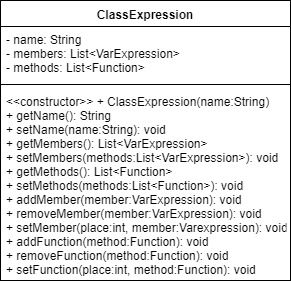 ClassExpression
- name: String
- members: List<VarExpression>
- methods: List<Function>
<<constructor>> + ClassExpression(name:String)
+ getName(): String
+ setName(name:String): void
+ getMembers(): List<VarExpression>
+ setMembers(methods:List<VarExpression>): void
+ getMethods(): List<Function>
+ setMethods(methods:List<Function>): void
+ addMember(member:VarExpression): void
+ removeMember(member:VarExpression): void
+ setMember(place:int, member:Varexpression): void
+ addFunction(method:Function): void
+ removeFunction(method:Function): void
+ setFunction(place:int, method:Function): void